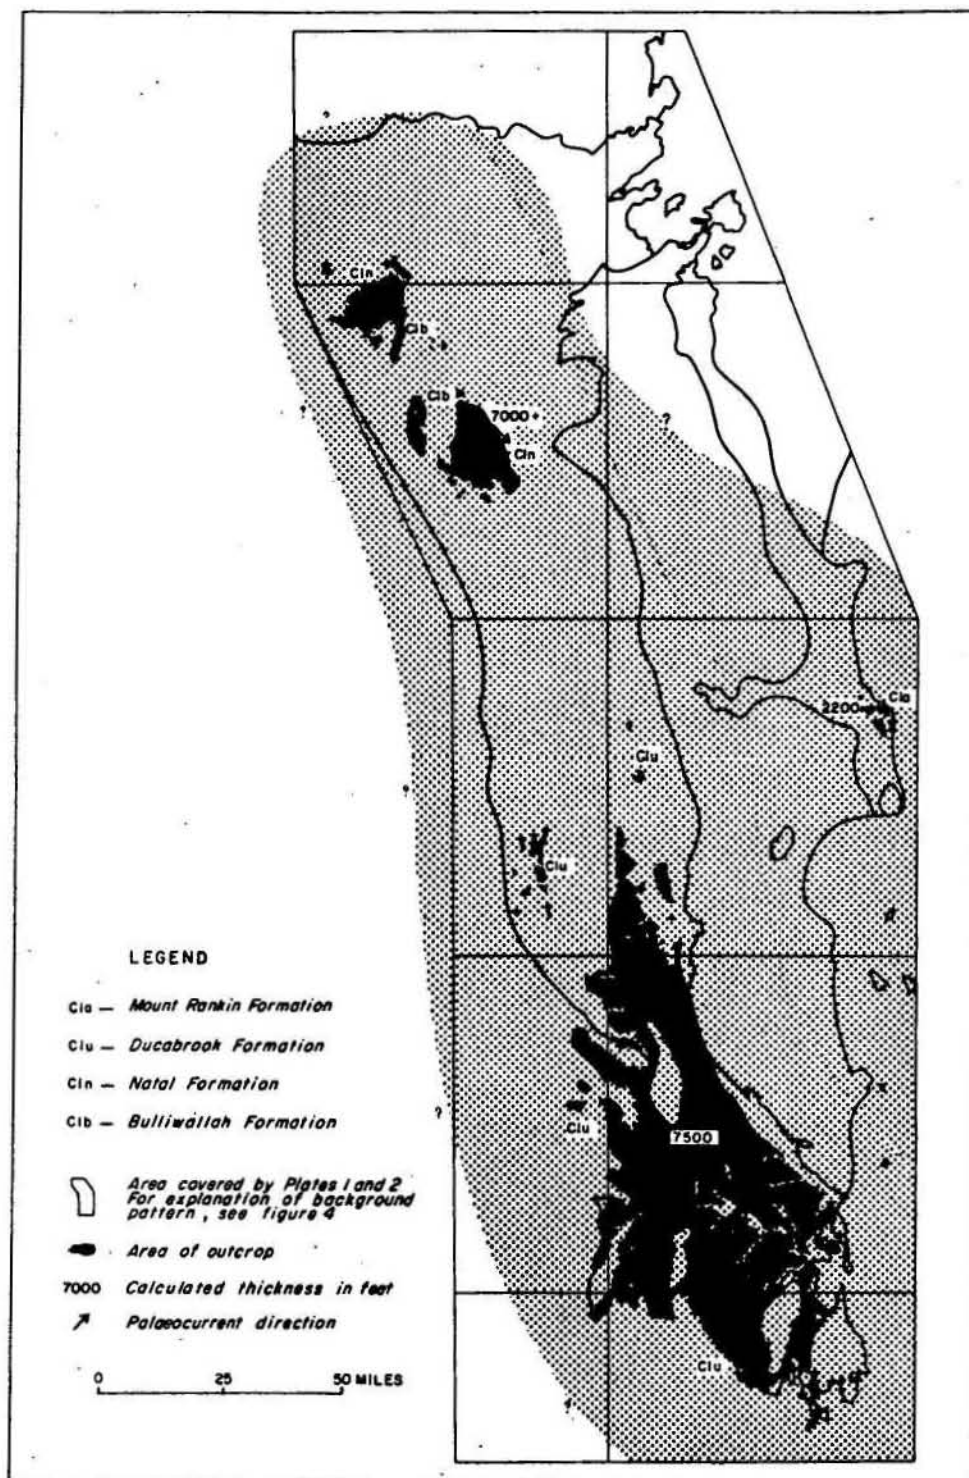 ?
Cln
Clb
Clb
?
7000+
?
Cln
2200
Cla
Clu
?
Clu
LEGEND
Cla — Mount Rankin Formation
Clu — Ducabrook Formation
Cln — Natal Formation
Clb — Bulliwallah Formation
?
Clu
7500
Area covered by Plates 1 and 2
For explanation of background
pattern, see figure 4
Area of outcrop
7000 Calculated thickness in feet
Palaeocurrent direction
Clu
0 25 50 MILES
?